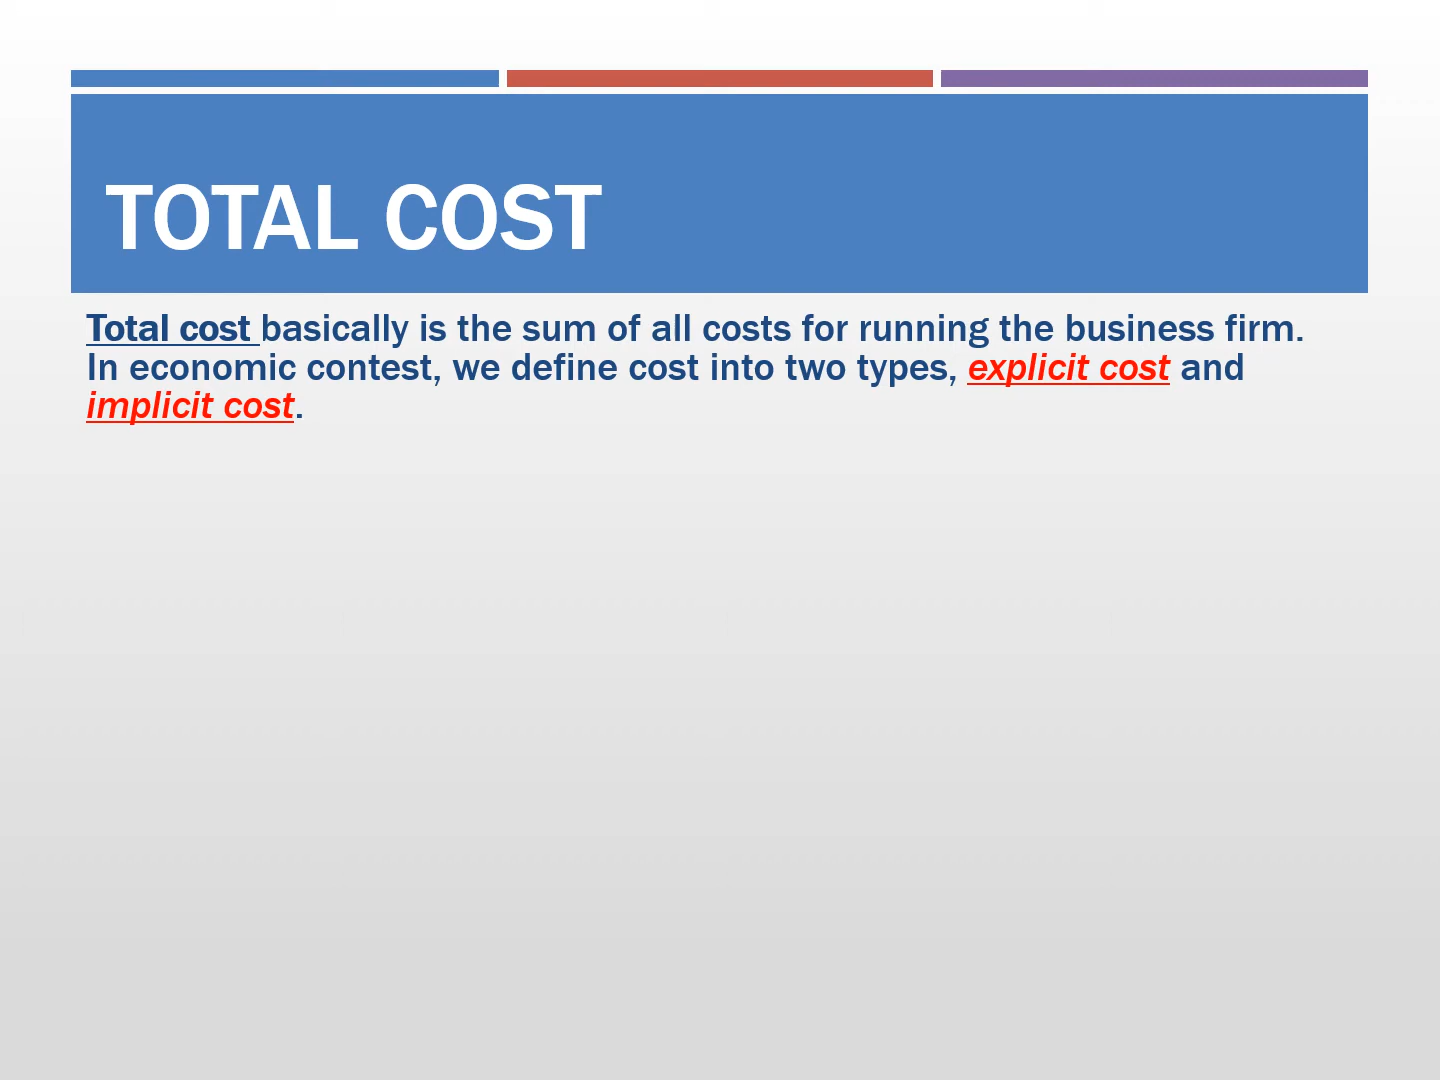 TOTAL COST
Total cost basically is the sum of all costs for running the business firm.
In economic contest, we define cost into two types, explicit cost and
implicit cost.